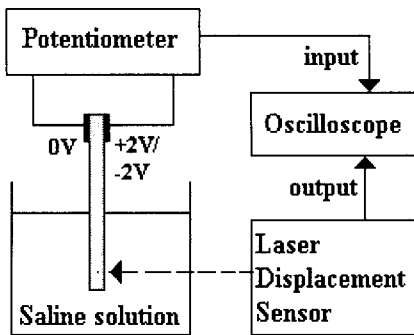 Potentiometer
input
0V
+2V/
-2V
Oscilloscope
output
Laser
Displacement
Sensor
Saline solution